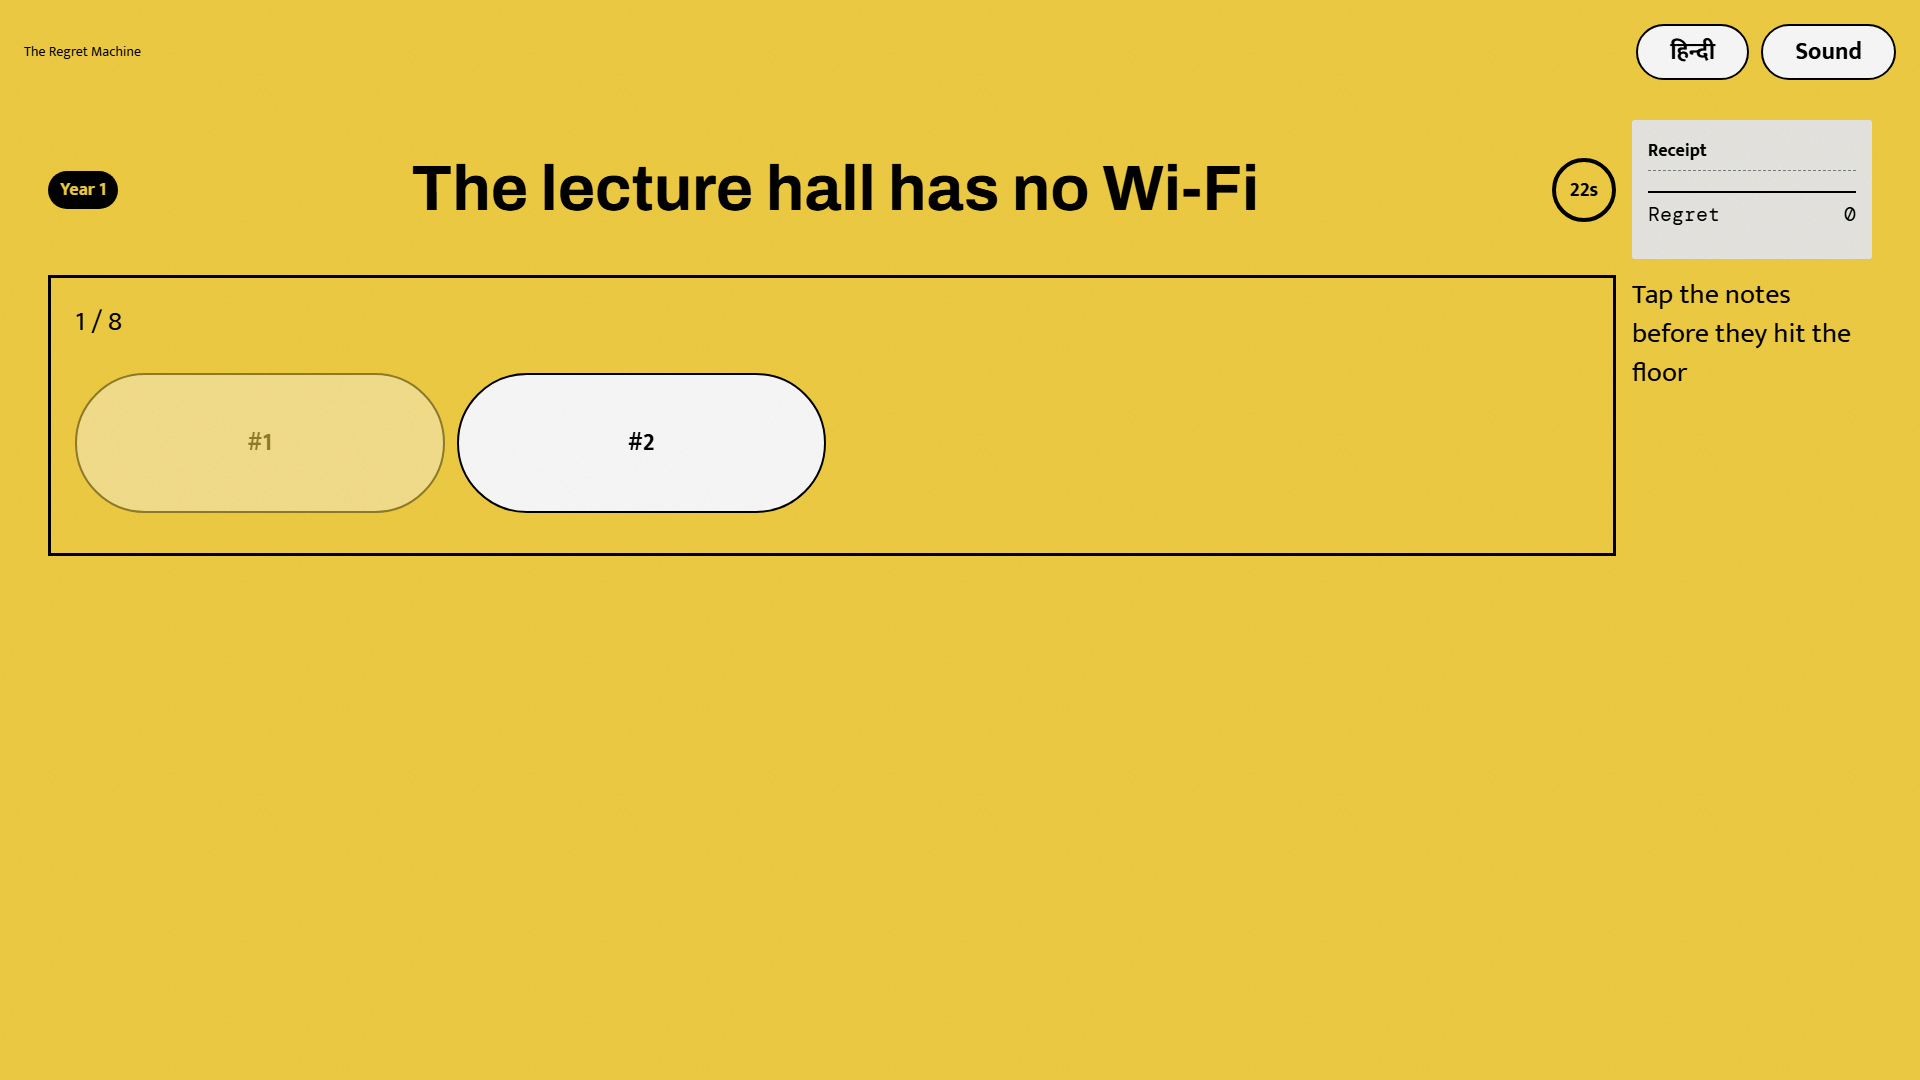 The Regret Machine
हिन्दी
Sound
Year 1
The lecture hall has no Wi-Fi
22s
Receipt
Regret 0
1 / 8
#1
#2
Tap the notes
before they hit the
floor